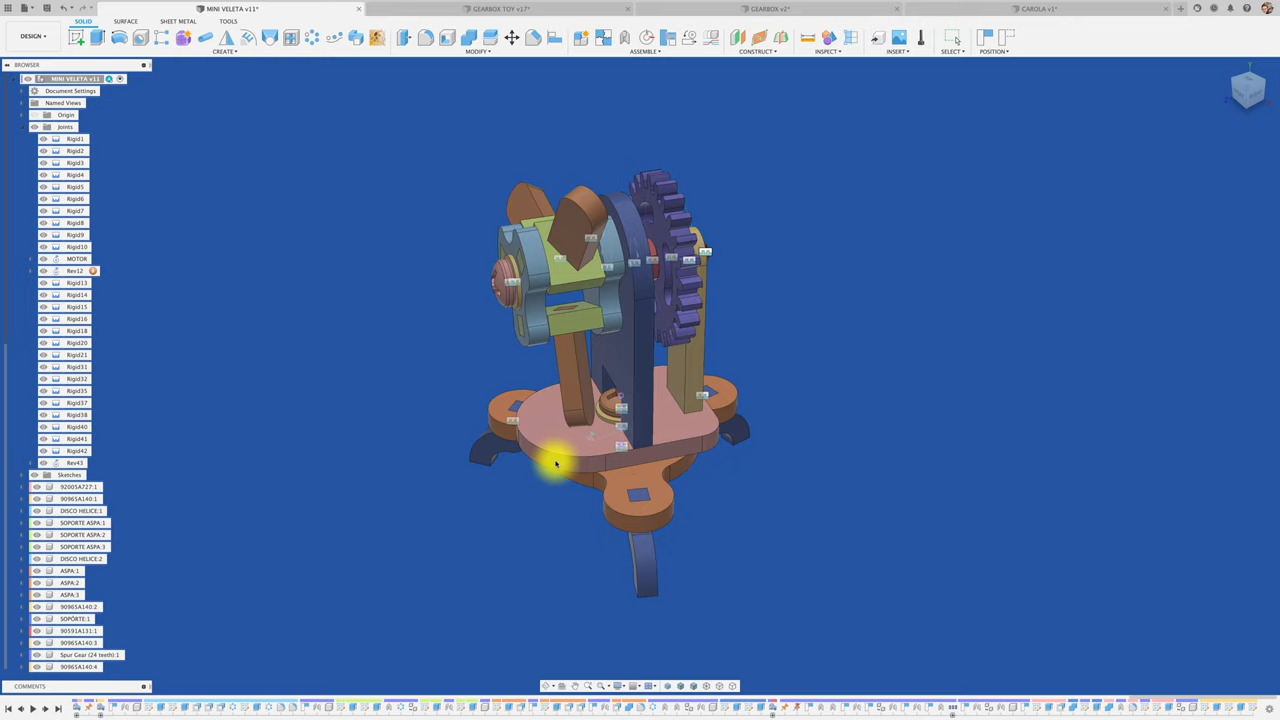 MINI VELETA v11*
GEARBOX TOY v17*
GEARBOX v2*
CAROLA v1*
SOLID
SURFACE
SHEET METAL
TOOLS
DESIGN
CREATE
MODIFY
ASSEMBLE
CONSTRUCT
INSPECT
INSERT
SELECT
POSITION
BROWSER
MINI VELETA v11
Document Settings
Named Views
Origin
Joints
Rigid1
Rigid2
Rigid3
Rigid4
Rigid5
Rigid6
Rigid7
Rigid8
Rigid9
Rigid10
MOTOR
Rev12
Rigid13
Rigid14
Rigid15
Rigid16
Rigid18
Rigid20
Rigid21
Rigid31
Rigid32
Rigid35
Rigid37
Rigid38
Rigid40
Rigid41
Rigid42
Rev43
Sketches
92005A727:1
90965A140:1
DISCO HELICE:1
SOPORTE ASPA:1
SOPORTE ASPA:2
SOPORTE ASPA:3
DISCO HELICE:2
ASPA:1
ASPA:2
ASPA:3
90965A140:2
SOPÒRTE:1
90591A131:1
90965A140:3
Spur Gear (24 teeth):1
90965A140:4
COMMENTS